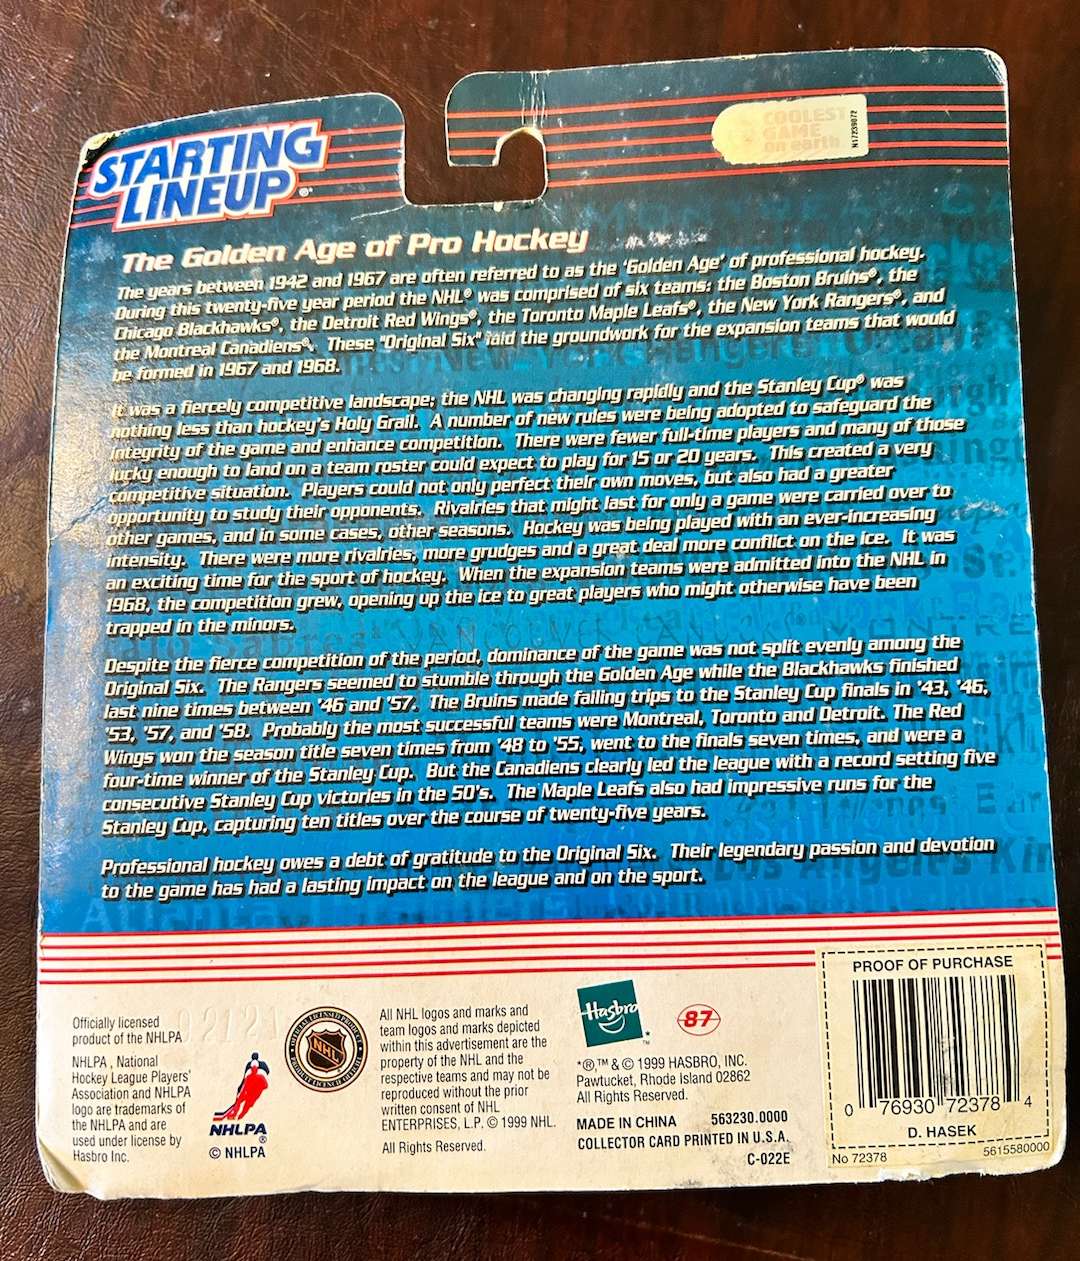 STARTING
LINEUP®*
COOLEST
GAME
on earth
N17239072
The Golden Age of Pro Hockey
The years between 1942 and 1967 are often referred to as the 'Golden Age' of professional hockey.
During this twenty-five year period the NHL® was comprised of six teams: the Boston Bruins®, the
Chicago Blackhawks®, the Detroit Red Wings®, the Toronto Maple Leafs®, the New York Rangers®, and
the Montreal Canadiens®. These "Original Six" laid the groundwork for the expansion teams that would
be formed in 1967 and 1968.
It was a fiercely competitive landscape; the NHL was changing rapidly and the Stanley Cup® was
nothing less than hockey's Holy Grail. A number of new rules were being adopted to safeguard the
integrity of the game and enhance competition. There were fewer full-time players and many of those
lucky enough to land on a team roster could expect to play for 15 or 20 years. This created a very
competitive situation. Players could not only perfect their own moves, but also had a greater
opportunity to study their opponents. Rivalries that might last for only a game were carried over to
other games, and in some cases, other seasons. Hockey was being played with an ever-increasing
intensity. There were more rivalries, more grudges and a great deal more conflict on the ice. It was
an exciting time for the sport of hockey. When the expansion teams were admitted into the NHL in
1968, the competition grew, opening up the ice to great players who might otherwise have been
trapped in the minors.
Despite the fierce competition of the period, dominance of the game was not split evenly among the
Original Six. The Rangers seemed to stumble through the Golden Age while the Blackhawks finished
last nine times between '46 and '57. The Bruins made failing trips to the Stanley Cup finals in '43, '46,
'53, '57, and '58. Probably the most successful teams were Montreal, Toronto and Detroit. The Red
Wings won the season title seven times from '48 to '55, went to the finals seven times, and were a
four-time winner of the Stanley Cup. But the Canadiens clearly led the league with a record setting five
consecutive Stanley Cup victories in the 50's. The Maple Leafs also had impressive runs for the
Stanley Cup, capturing ten titles over the course of twenty-five years.
Professional hockey owes a debt of gratitude to the Original Six. Their legendary passion and devotion
to the game has had a lasting impact on the league and on the sport.
Officially licensed
product of the NHLPA
NHLPA , National
Hockey League Players'
Association and NHLPA
logo are trademarks of
the NHLPA and are
used under license by
Hasbro Inc.
NHLPA
®
© NHLPA
NHL
All NHL logos and marks and
team logos and marks depicted
within this advertisement are the
property of the NHL and the
respective teams and may not be
reproduced without the prior
written consent of NHL
ENTERPRISES, L.P. © 1999 NHL.
All Rights Reserved.
Hasbro
*
™
87
*®,™ & © 1999 HASBRO, INC.
Pawtucket, Rhode Island 02862
All Rights Reserved.
MADE IN CHINA 563230.0000
COLLECTOR CARD PRINTED IN U.S.A.
C-022E
PROOF OF PURCHASE
0 76930 72378 4
D. HASEK
No 72378 5615580000